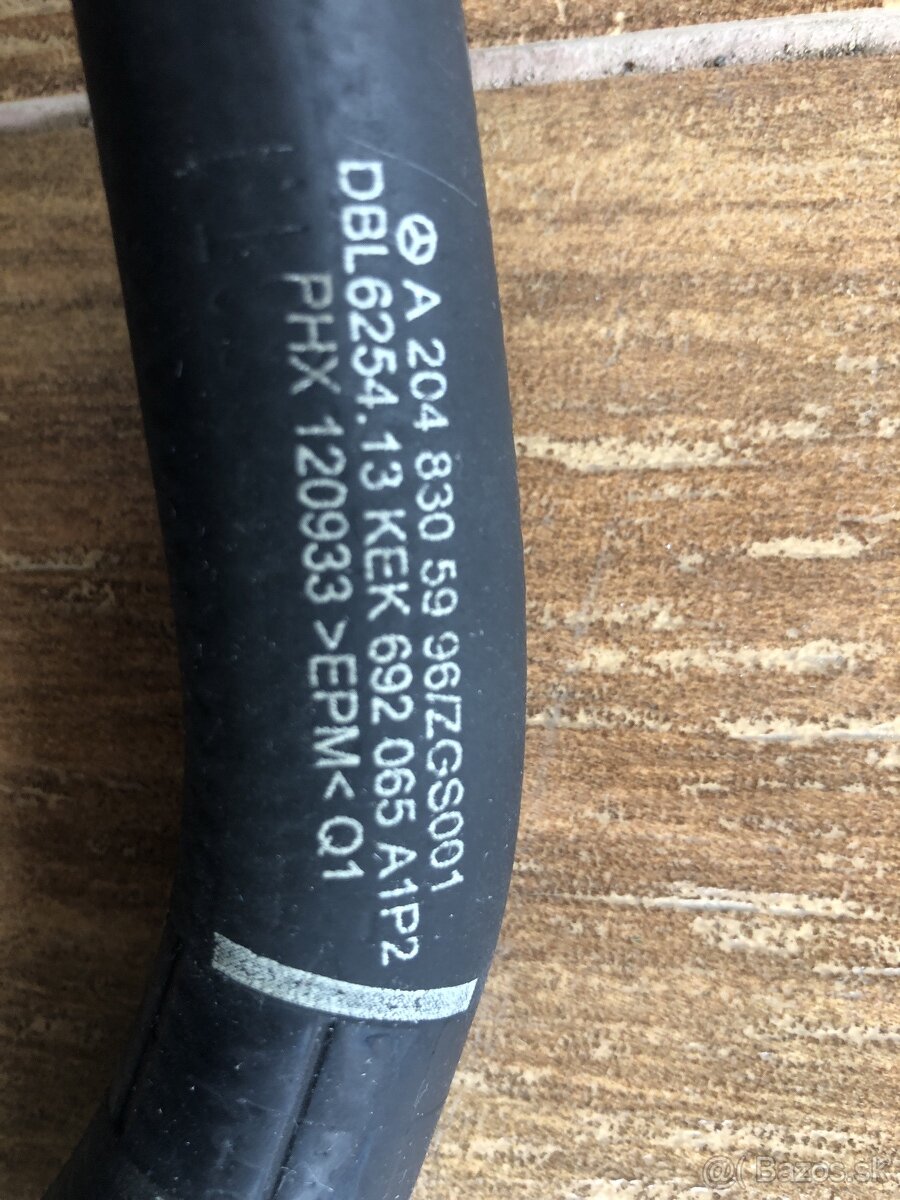 A 204 830 59 96/ZGS001
DBL6254.13 KEK 692 065 A1P2
PHX 120933 >EPM< Q1
@( Bazos.sk